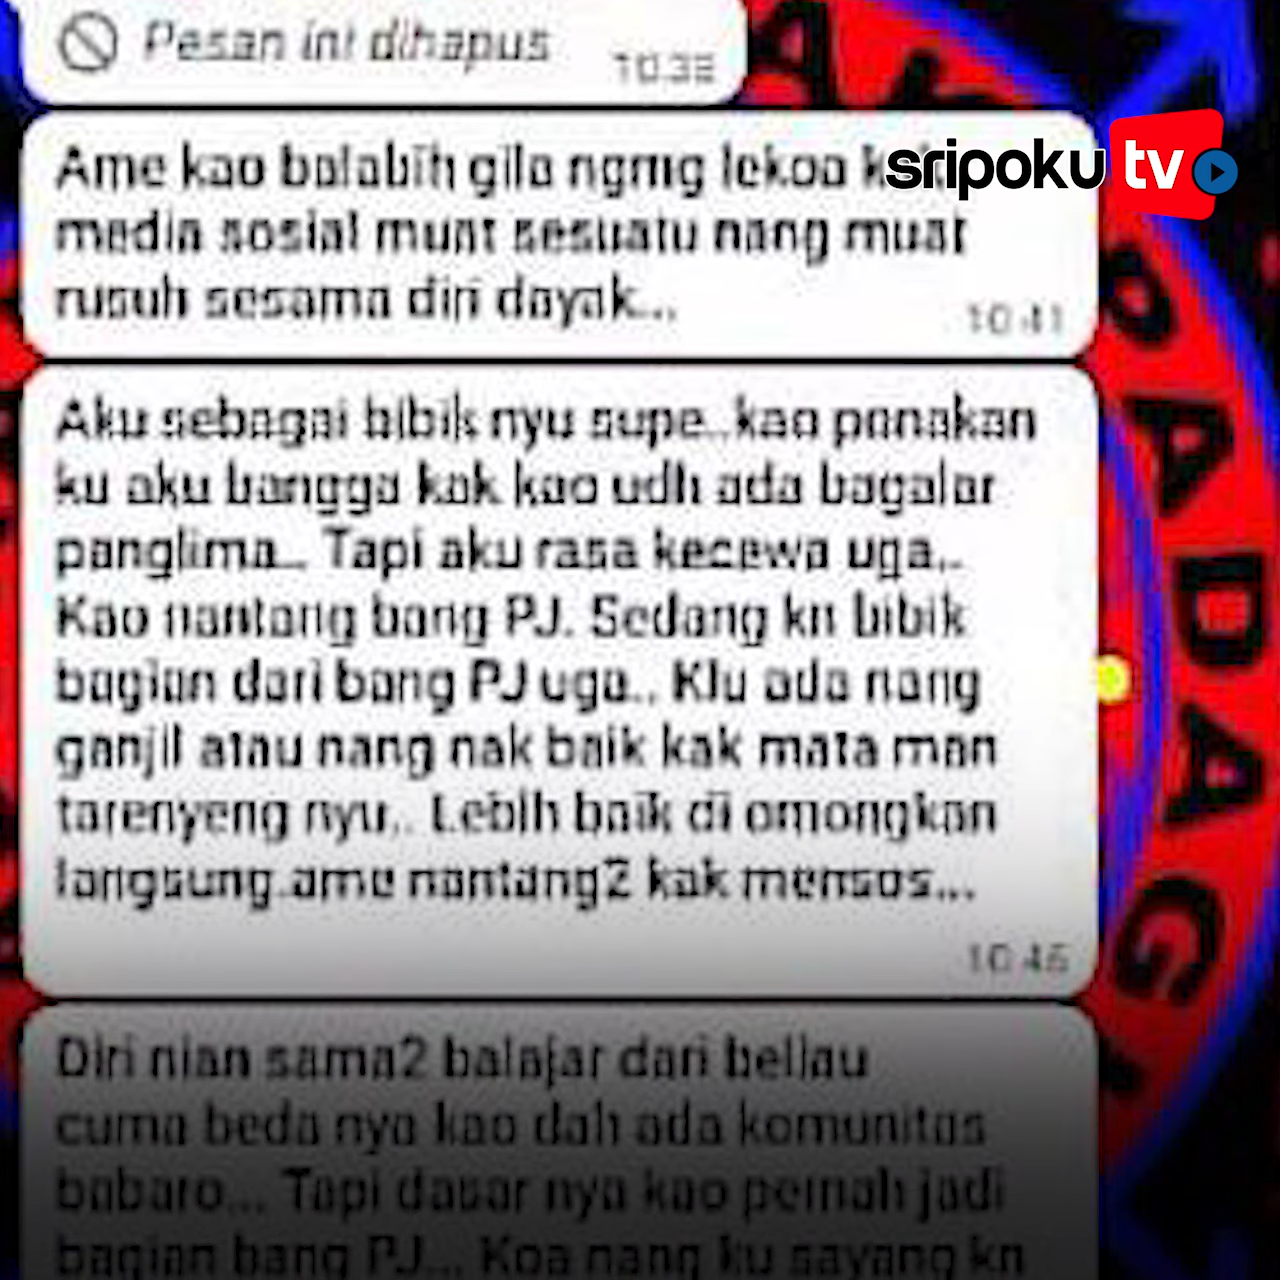 Pesan ini dihapus
10.38
Ame kao balabih gila ngmg lekoa
sripoku tv
media sosial muat sesuatu nang muat
rusuh sesama diri dayak...
10.41
Aku sebagai bibik nyu supe..kao ponakan
ku aku bangga kak kao udh ada bagalar
panglima.. Tapi aku rasa kecewa uga..
Kao nantang bang PJ. Sedang kn bibik
bagian dari bang PJ uga.. Klu ada nang
ganjil atau nang nak baik kak mata man
tarenyeng nyu.. Lebih baik di omongkan
langsung.ame nantang2 kak mensos...
10.46
PADAG
Diri nian sama2 balajar dari beliau
cuma beda nya kao dah ada komunitas
babaro... Tapi dasar nya kao pernah jadi
bagian bang PJ... Koa nang ku sayang kn